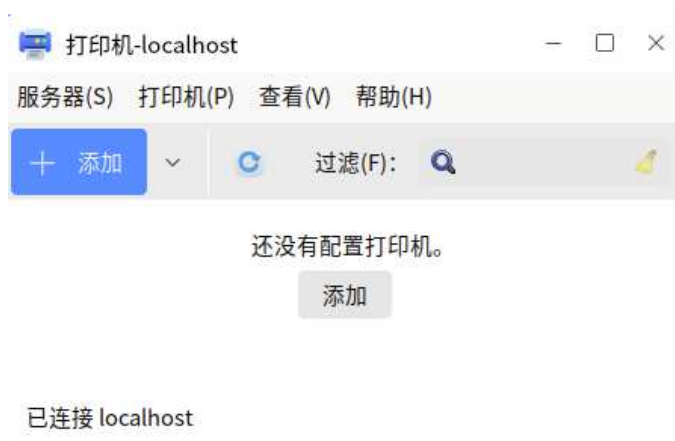 打印机-localhost
服务器(S) 打印机(P) 查看(V) 帮助(H)
添加 过滤(F):
还没有配置打印机。
添加
已连接 localhost